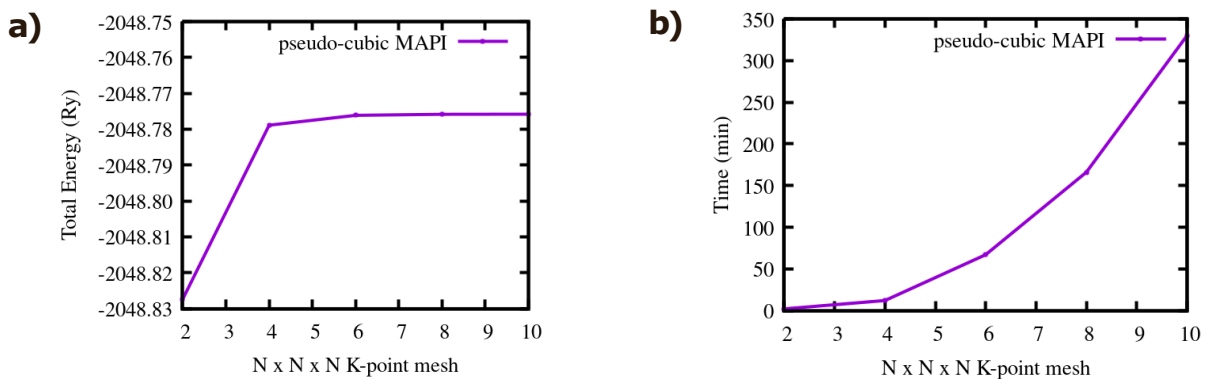 a)
pseudo-cubic MAPI
Total Energy (Ry)
-2048.75
-2048.76
-2048.77
-2048.78
-2048.79
-2048.80
-2048.81
-2048.82
-2048.83
2 3 4 5 6 7 8 9 10
N x N x N K-point mesh
b)
pseudo-cubic MAPI
Time (min)
350
300
250
200
150
100
50
0
2 3 4 5 6 7 8 9 10
N x N x N K-point mesh